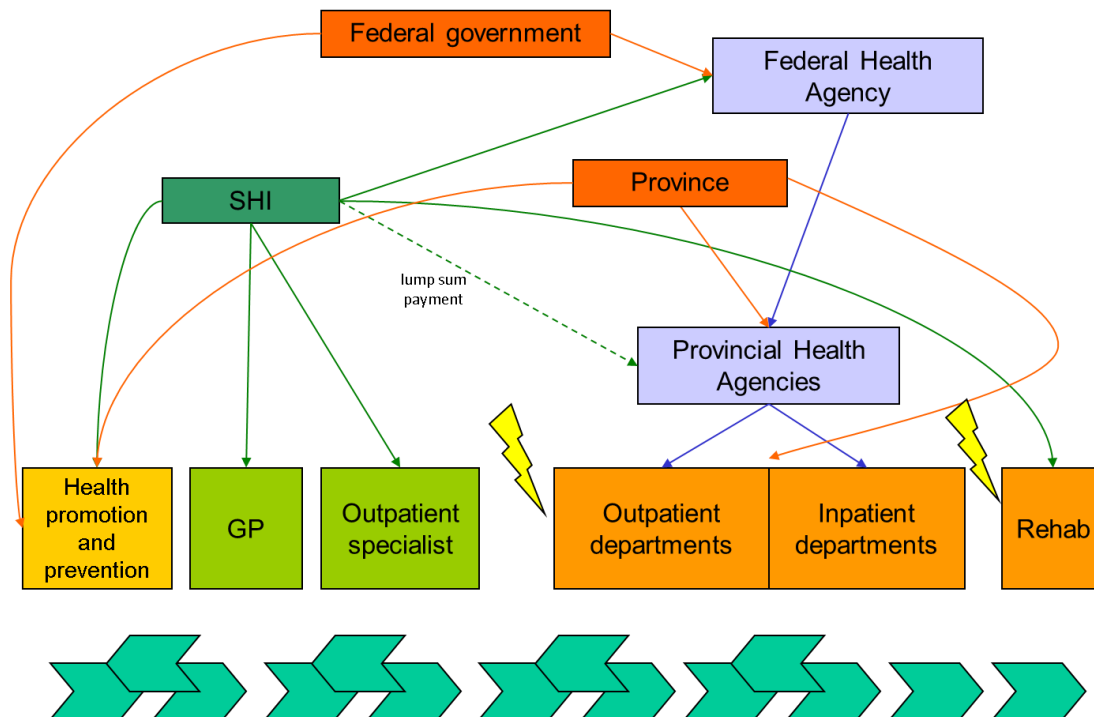 Federal government
Federal Health
Agency
SHI
Province
lump sum
payment
Provincial Health
Agencies
Health
promotion
and
prevention
GP
Outpatient
specialist
Outpatient
departments
Inpatient
departments
Rehab